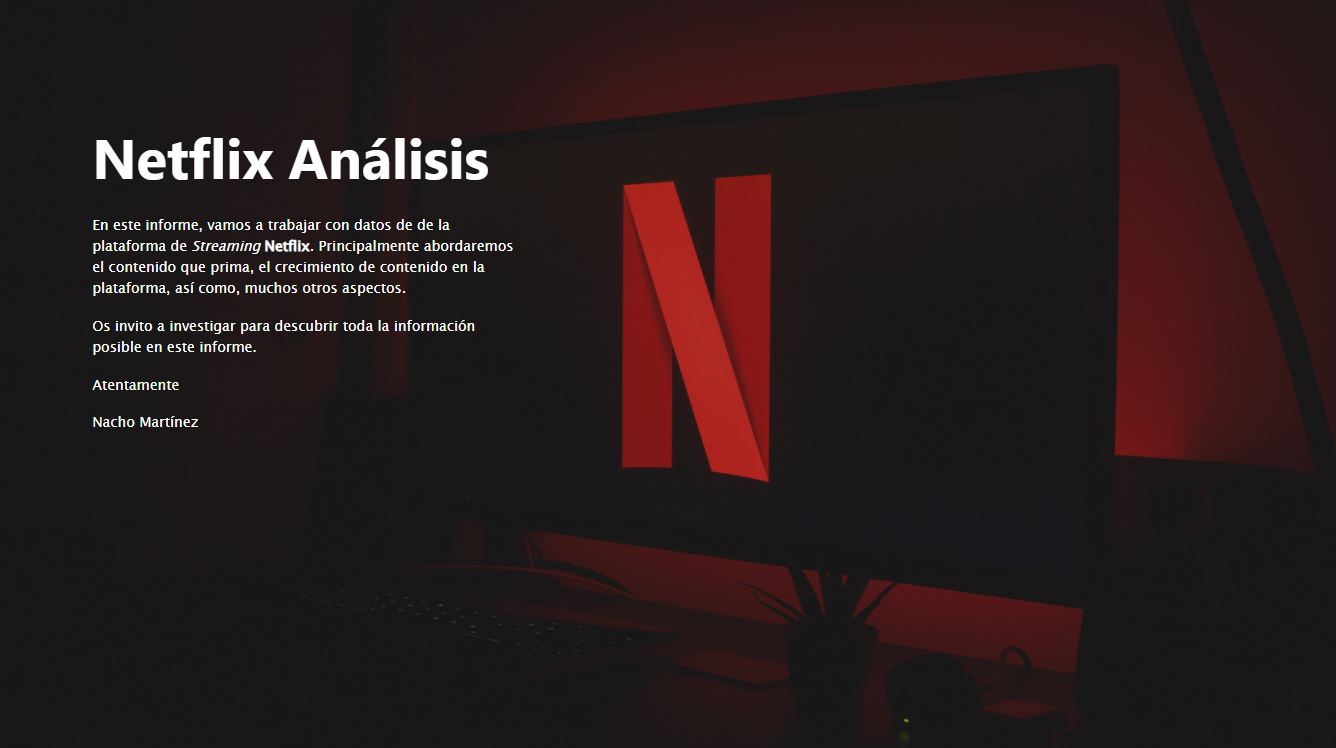 Netflix Análisis
En este informe, vamos a trabajar con datos de de la
plataforma de Streaming Netflix. Principalmente abordaremos
el contenido que prima, el crecimiento de contenido en la
plataforma, así como, muchos otros aspectos.
Os invito a investigar para descubrir toda la información
posible en este informe.
Atentamente
Nacho Martínez
N